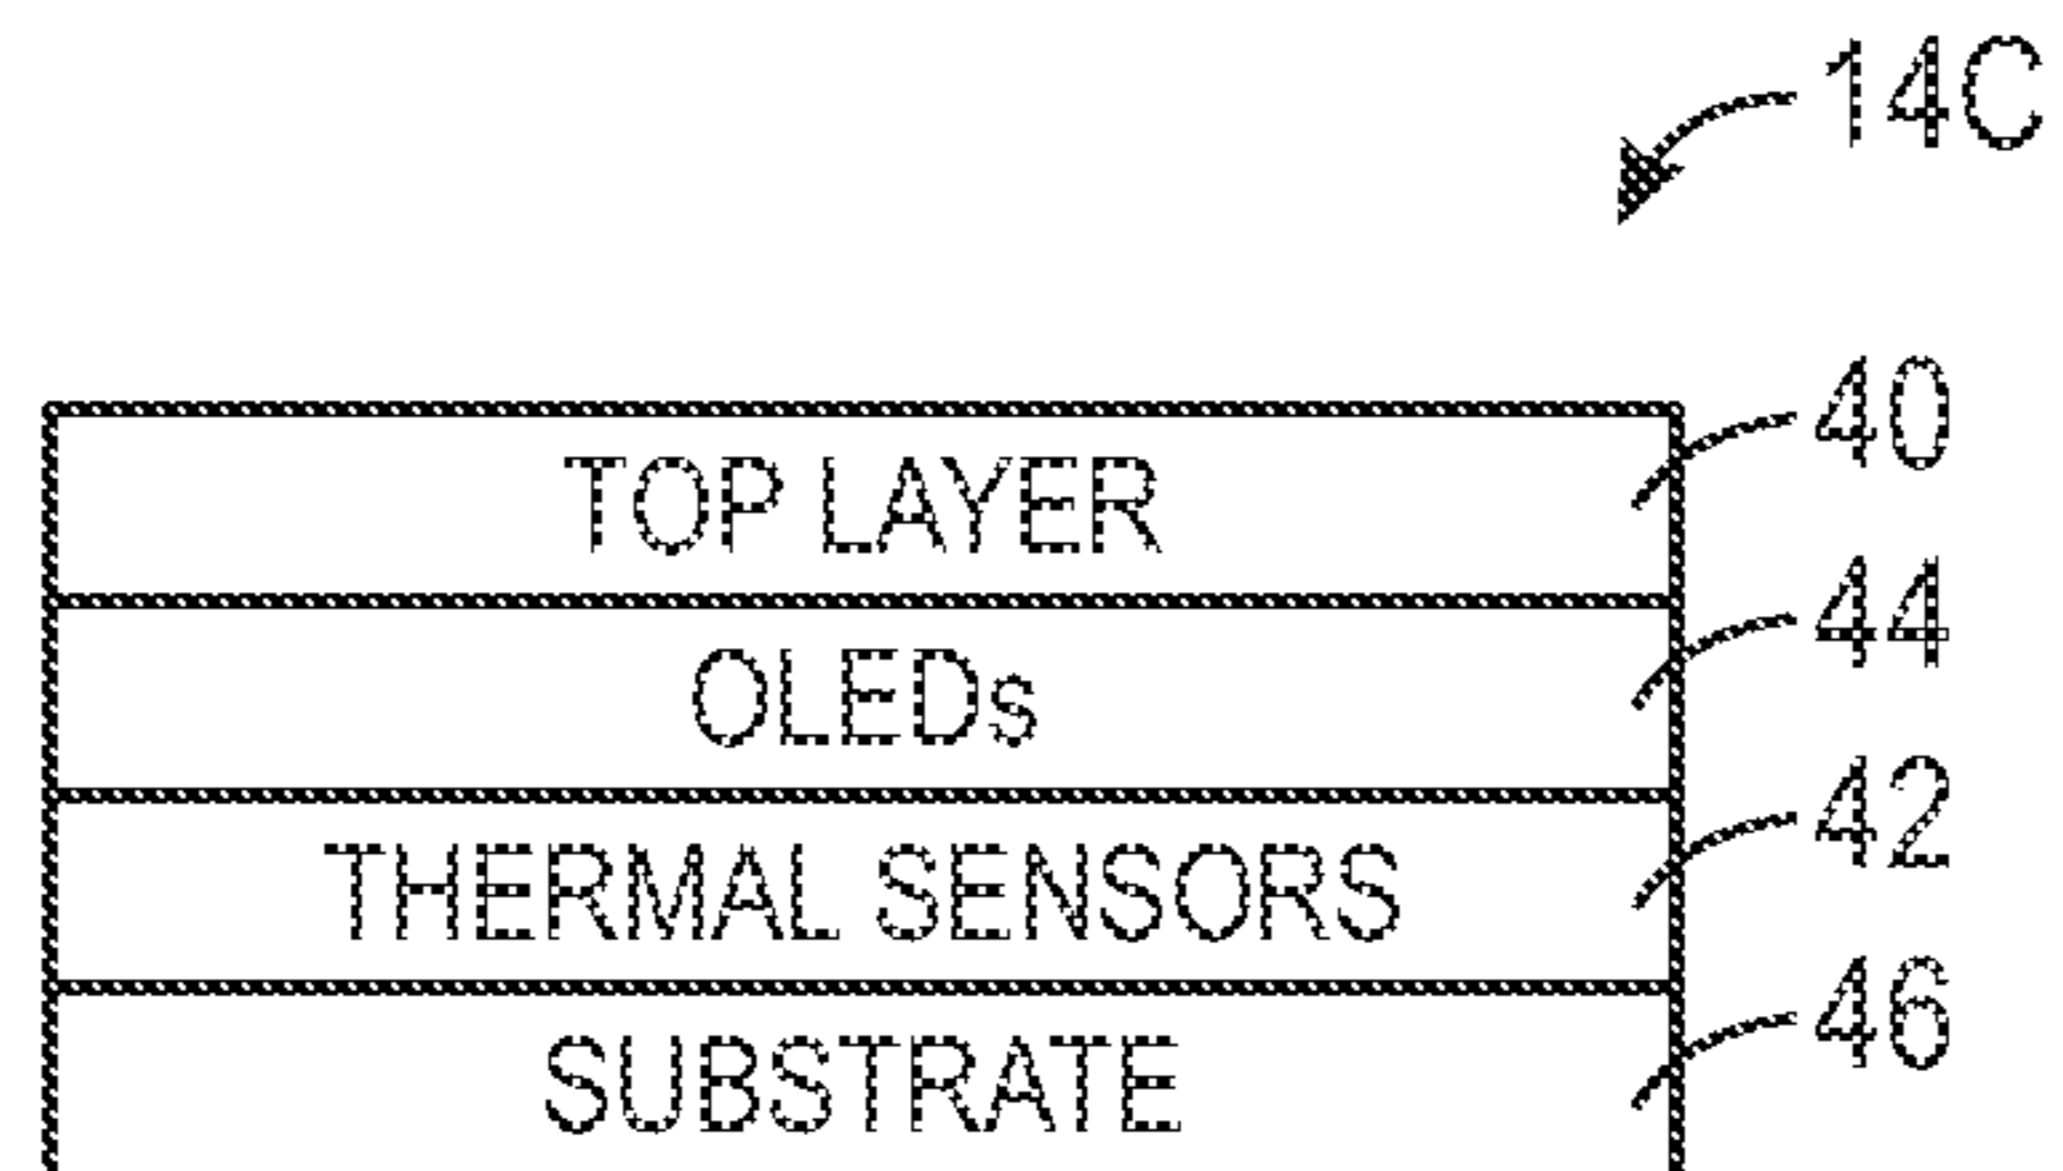 14C
40
TOP LAYER
44
OLEDs
42
THERMAL SENSORS
46
SUBSTRATE